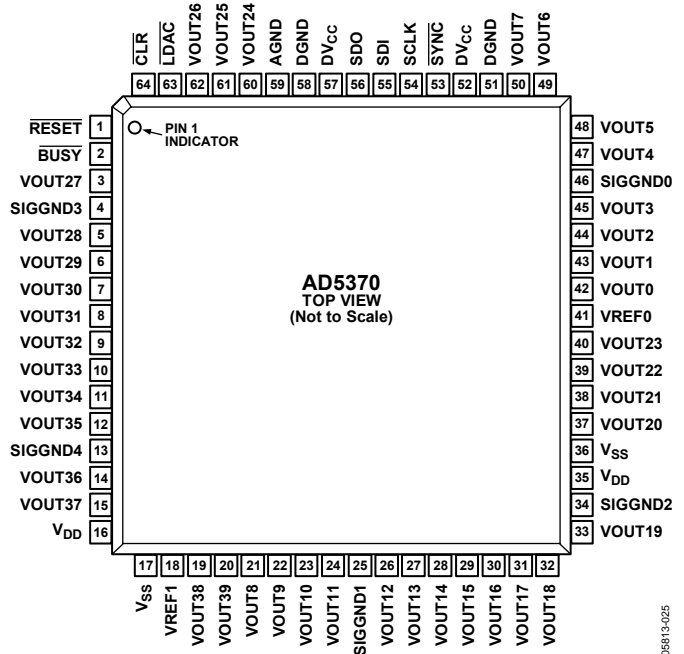 CLR
LDAC
VOUT26
VOUT25
VOUT24
AGND
DGND
DVCC
SDO
SDI
SCLK
SYNC
DVCC
DGND
VOUT7
VOUT6
64 63 62 61 60 59 58 57 56 55 54 53 52 51 50 49
PIN 1
INDICATOR
RESET 1
BUSY 2
VOUT27 3
SIGGND3 4
VOUT28 5
VOUT29 6
VOUT30 7
VOUT31 8
VOUT32 9
VOUT33 10
VOUT34 11
VOUT35 12
SIGGND4 13
VOUT36 14
VOUT37 15
VDD 16
AD5370
TOP VIEW
(Not to Scale)
48 VOUT5
47 VOUT4
46 SIGGND0
45 VOUT3
44 VOUT2
43 VOUT1
42 VOUT0
41 VREF0
40 VOUT23
39 VOUT22
38 VOUT21
37 VOUT20
36 VSS
35 VDD
34 SIGGND2
33 VOUT19
17 18 19 20 21 22 23 24 25 26 27 28 29 30 31 32
VSS
VREF1
VOUT38
VOUT39
VOUT8
VOUT9
VOUT10
VOUT11
SIGGND1
VOUT12
VOUT13
VOUT14
VOUT15
VOUT16
VOUT17
VOUT18
05813-025